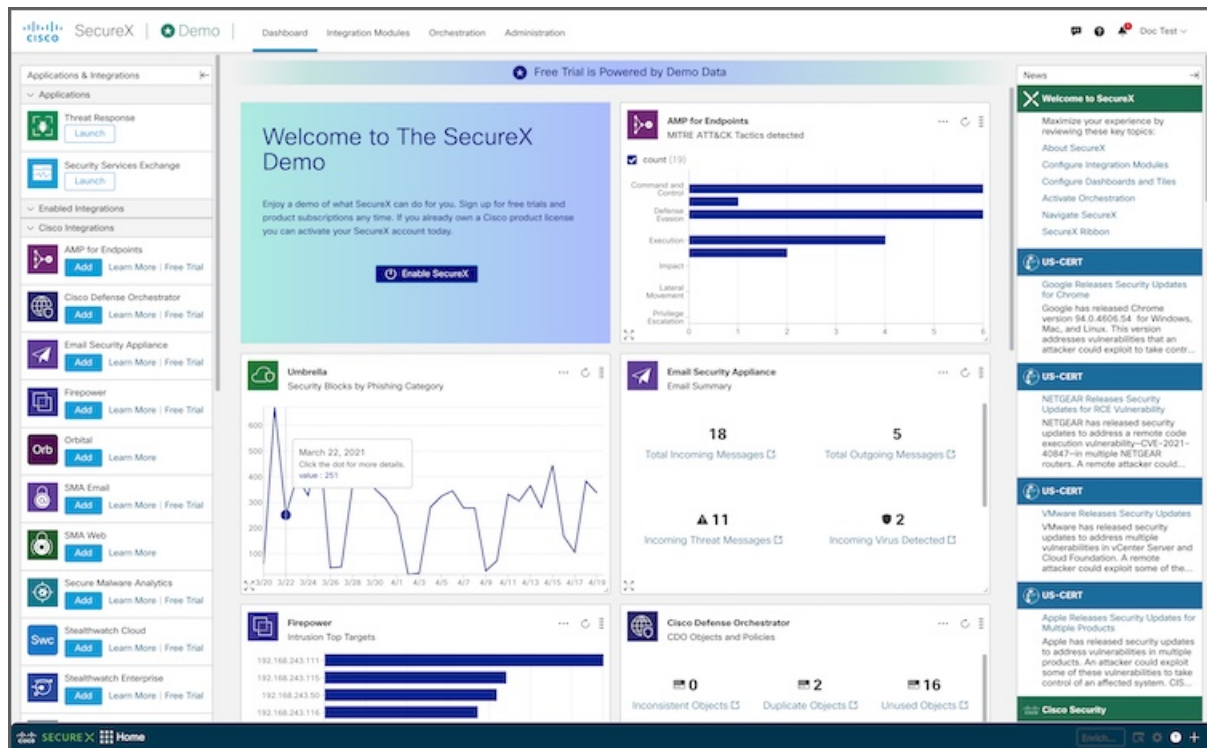 CISCO SecureX Demo
Dashboard Integration Modules Orchestration Administration
Doc Test
Applications & Integrations
Applications
Threat Response
Launch
Security Services Exchange
Launch
Enabled Integrations
Cisco Integrations
AMP for Endpoints
Add Learn More | Free Trial
Cisco Defense Orchestrator
Add Learn More | Free Trial
Email Security Appliance
Add Learn More | Free Trial
Firepower
Add Learn More | Free Trial
Orb
Orbital
Add Learn More
SMA Email
Add Learn More | Free Trial
SMA Web
Add Learn More
Secure Malware Analytics
Add Learn More | Free Trial
Swc
Stealthwatch Cloud
Add Learn More | Free Trial
Stealthwatch Enterprise
Add Learn More | Free Trial
Free Trial is Powered by Demo Data
Welcome to The SecureX
Demo
Enjoy a demo of what SecureX can do for you. Sign up for free trials and
product subscriptions any time. If you already own a Cisco product license
you can activate your SecureX account today.
Enable SecureX
AMP for Endpoints
MITRE ATT&CK Tactics detected
count (19)
Command and
Control
Defense
Evasion
Execution
Impact
Lateral
Movement
Privilege
Escalation
0 1 2 3 4 5 6
Umbrella
Security Blocks by Phishing Category
600
500
400
300
200
100
March 22, 2021
Click the dot for more details.
value : 251
3/20 3/22 3/24 3/26 3/28 3/30 4/1 4/3 4/5 4/7 4/9 4/11 4/13 4/15 4/17 4/19
Email Security Appliance
Email Summary
18 5
Total Incoming Messages Total Outgoing Messages
11 2
Incoming Threat Messages Incoming Virus Detected
Firepower
Intrusion Top Targets
192.168.243.111
192.168.243.115
192.168.243.50
192.168.243.116
Cisco Defense Orchestrator
CDO Objects and Policies
0 2 16
Inconsistent Objects Duplicate Objects Unused Objects
News
Welcome to SecureX
Maximize your experience by
reviewing these key topics:
About SecureX
Configure Integration Modules
Configure Dashboards and Tiles
Activate Orchestration
Navigate SecureX
SecureX Ribbon
US-CERT
Google Releases Security Updates
for Chrome
Google has released Chrome
version 94.0.4606.54 for Windows,
Mac, and Linux. This version
addresses vulnerabilities that an
attacker could exploit to take contr...
US-CERT
NETGEAR Releases Security
Updates for RCE Vulnerability
NETGEAR has released security
updates to address a remote code
execution vulnerability—CVE-2021-
40847—in multiple NETGEAR
routers. A remote attacker could...
US-CERT
VMware Releases Security Updates
VMware has released security
updates to address multiple
vulnerabilities in vCenter Server and
Cloud Foundation. A remote
attacker could exploit some of the...
US-CERT
Apple Releases Security Updates for
Multiple Products
Apple has released security updates
to address vulnerabilities in multiple
products. An attacker could exploit
some of these vulnerabilities to take
control of an affected system. CIS...
Cisco Security
CISCO SECUREX Home
Enrich...